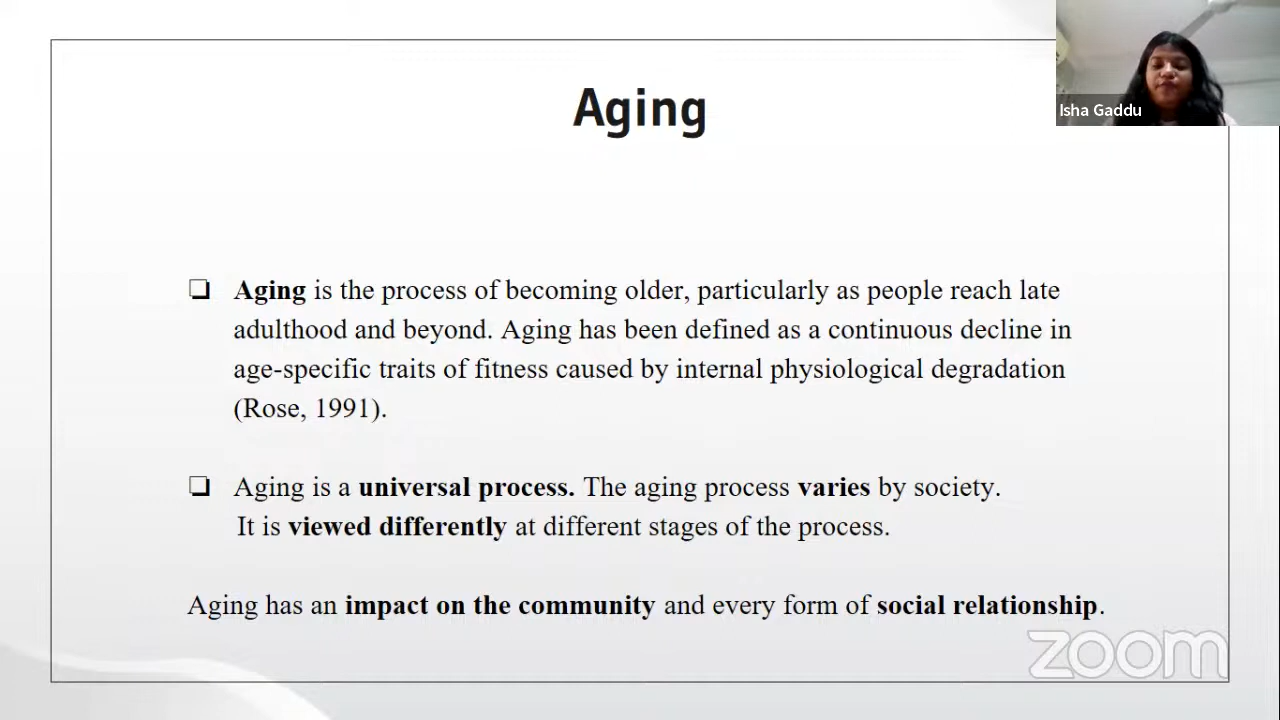 Aging
Isha Gaddu
❏ Aging is the process of becoming older, particularly as people reach late
adulthood and beyond. Aging has been defined as a continuous decline in
age-specific traits of fitness caused by internal physiological degradation
(Rose, 1991).
❏ Aging is a universal process. The aging process varies by society.
It is viewed differently at different stages of the process.
Aging has an impact on the community and every form of social relationship.
zoom